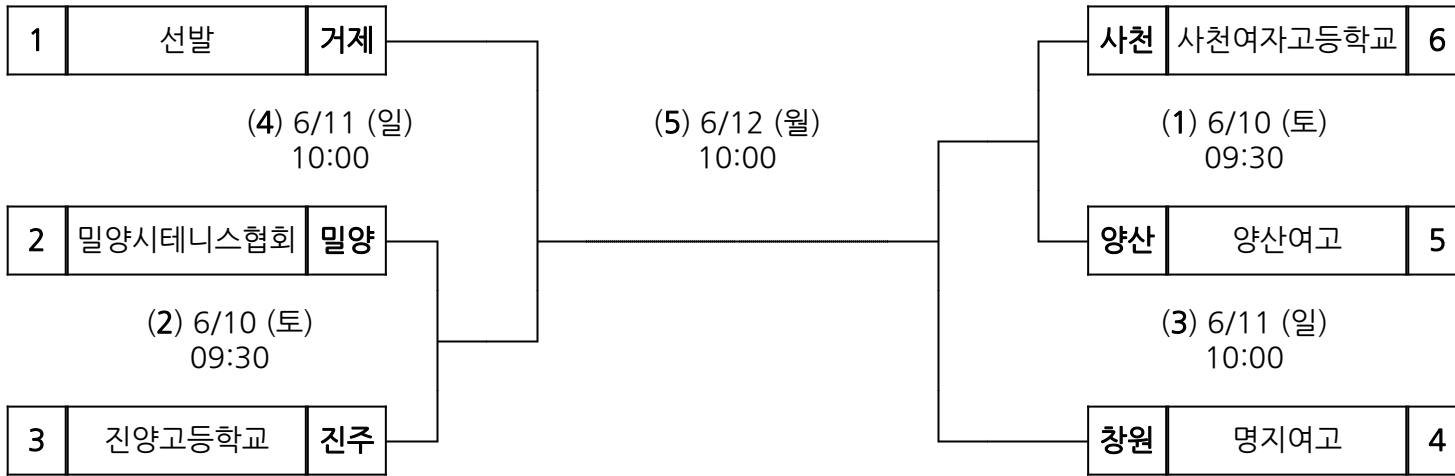 1 선발 거제
사천 사천여자고등학교 6
(4) 6/11 (일)
10:00
(5) 6/12 (월)
10:00
(1) 6/10 (토)
09:30
2 밀양시테니스협회 밀양
양산 양산여고 5
(2) 6/10 (토)
09:30
(3) 6/11 (일)
10:00
3 진양고등학교 진주
창원 명지여고 4